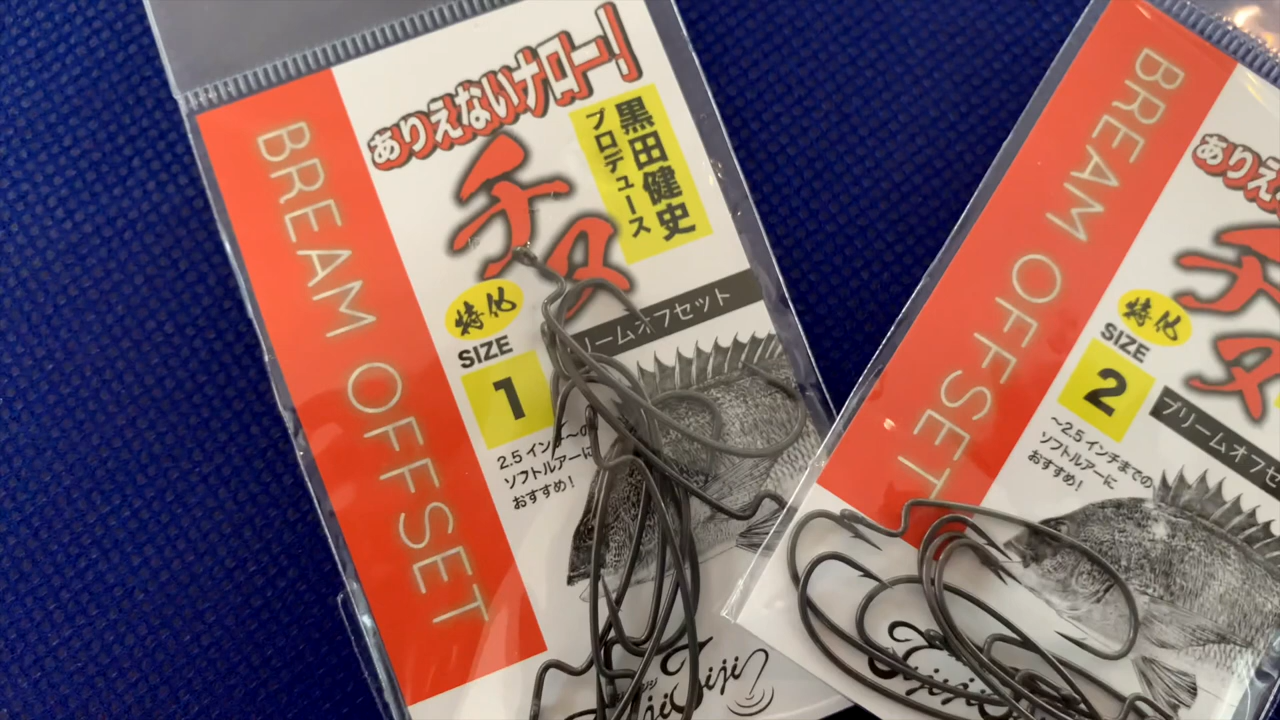 BREAM OFFSET
ありえないナロー!
チヌ
黒田健史
プロデュース
特化
リームオフセット
SIZE
1
2.5インチ〜の
ソフトルアーに
おすすめ!
BREAM OFFSET
ありえ
チヌ
特化
SIZE
2
ブリームオフセ
〜2.5インチまでの
ソフトルアーに
おすすめ!